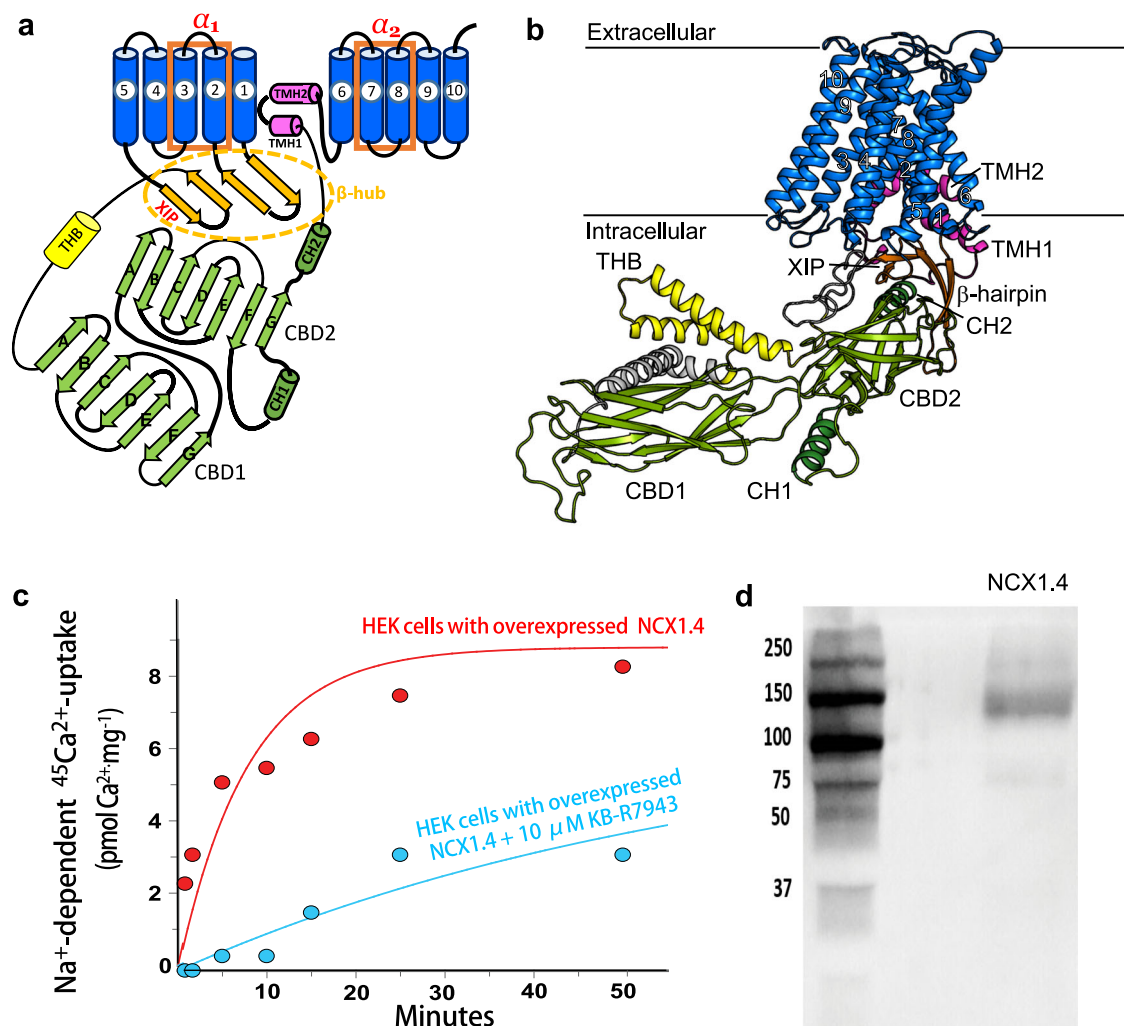 a
α1
α2
5
4
3
2
1
TMH2
TMH1
6
7
8
9
10
XIP
β-hub
THB
CH2
A
B
C
D
E
F
G
CBD2
CH1
A
B
C
D
E
F
G
CBD1
b
Extracellular
10
9
7
8
3
4
2
TMH2
6
5
1
Intracellular
TMH1
THB
XIP
β-hairpin
CH2
CBD2
CBD1
CH1
c
Na⁺-dependent ⁴⁵Ca²⁺-uptake
(pmol Ca²⁺·mg⁻¹)
8
6
4
2
0
HEK cells with overexpressed NCX1.4
HEK cells with overexpressed
NCX1.4 + 10 μM KB-R7943
10
20
30
40
50
Minutes
d
NCX1.4
250
150
100
75
50
37